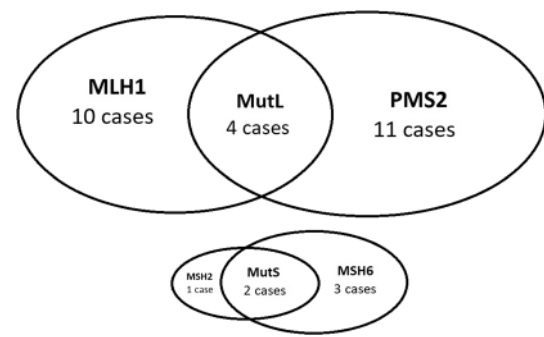 MLH1
10 cases
MutL
4 cases
PMS2
11 cases
MSH2
1 case
MutS
2 cases
MSH6
3 cases